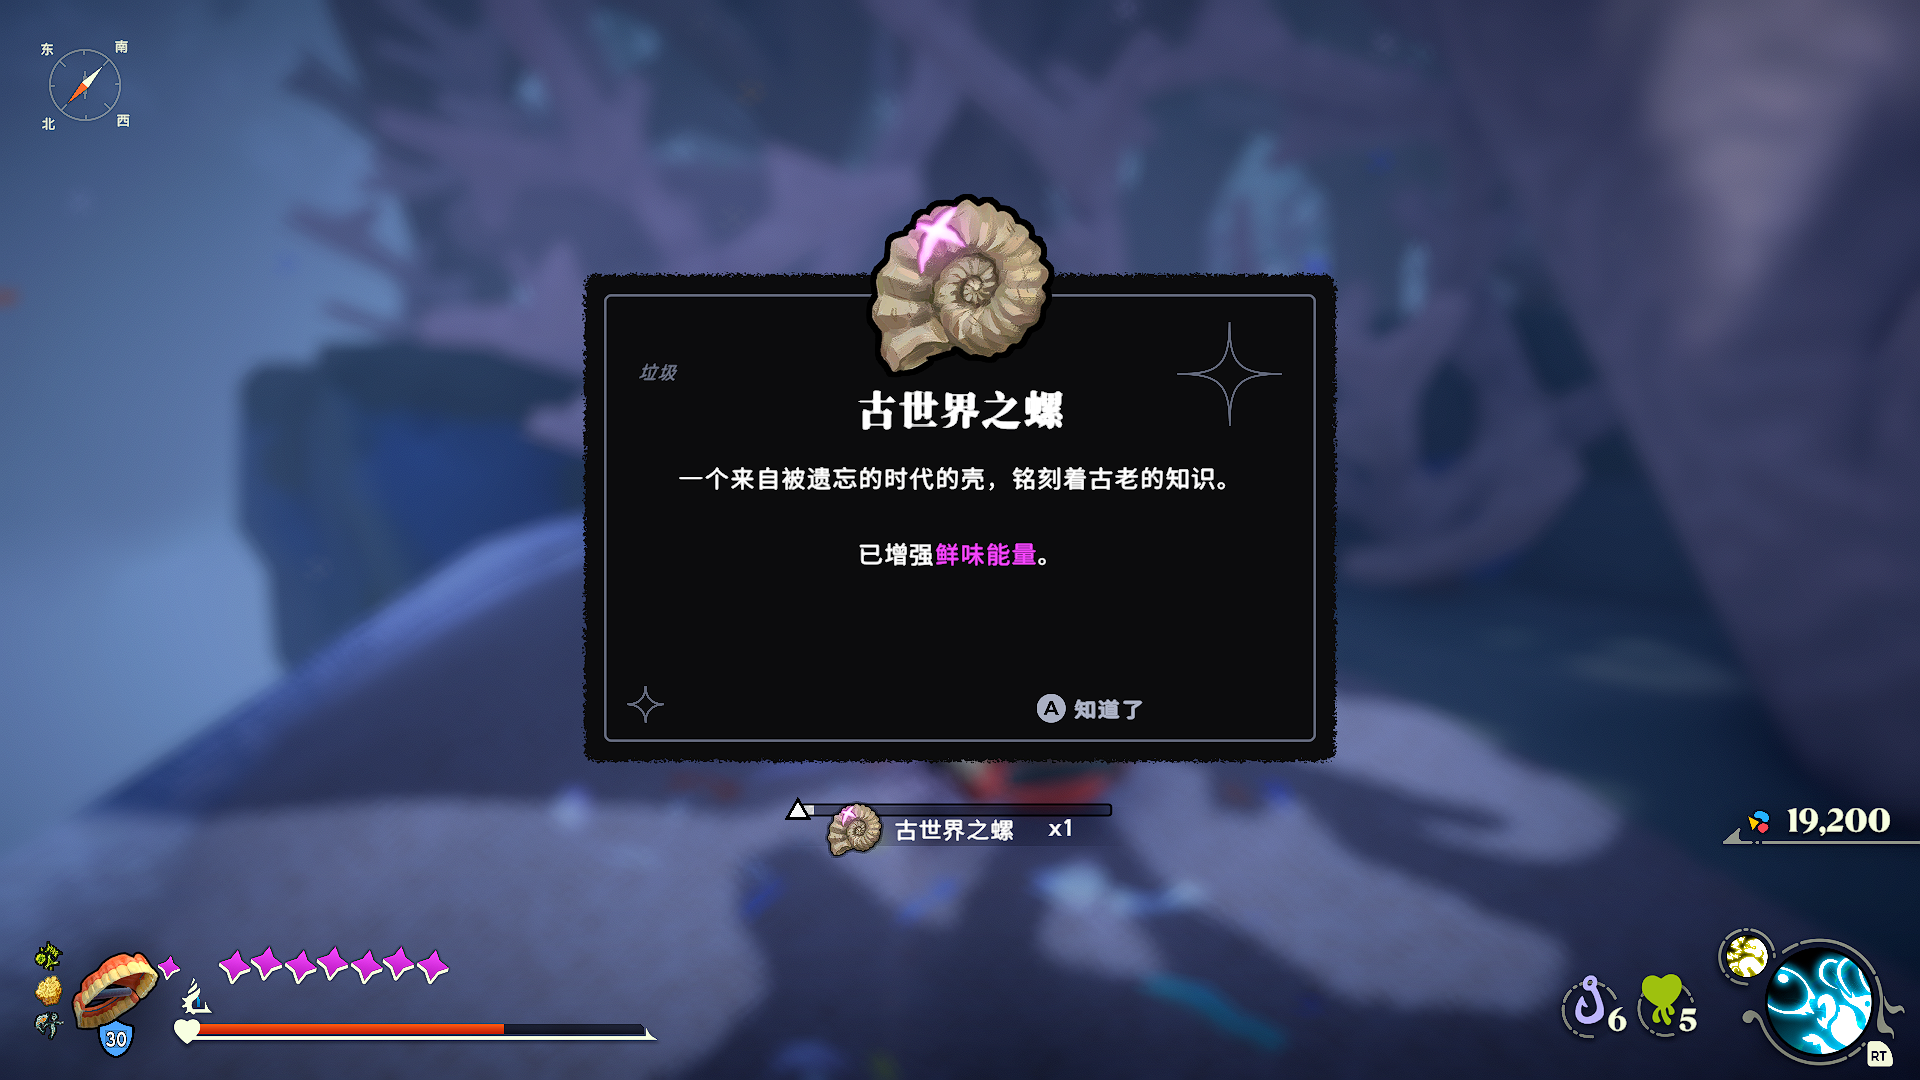 东 南
北 西
垃圾
古世界之螺
一个来自被遗忘的时代的壳，铭刻着古老的知识。
已增强鲜味能量。
A 知道了
古世界之螺 x1
19,200
30
6
5
RT